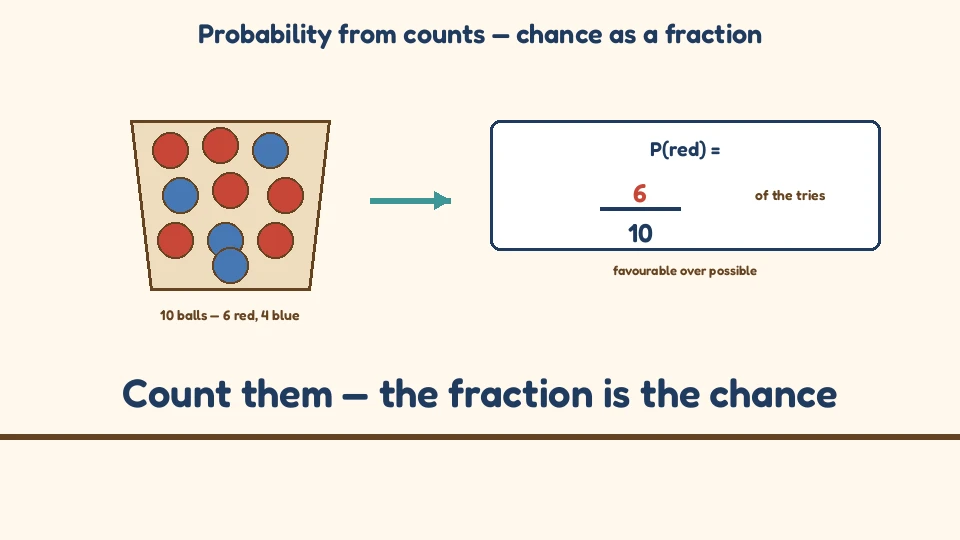 Probability from counts — chance as a fraction
P(red) =
6
of the tries
10
favourable over possible
10 balls — 6 red, 4 blue
Count them — the fraction is the chance